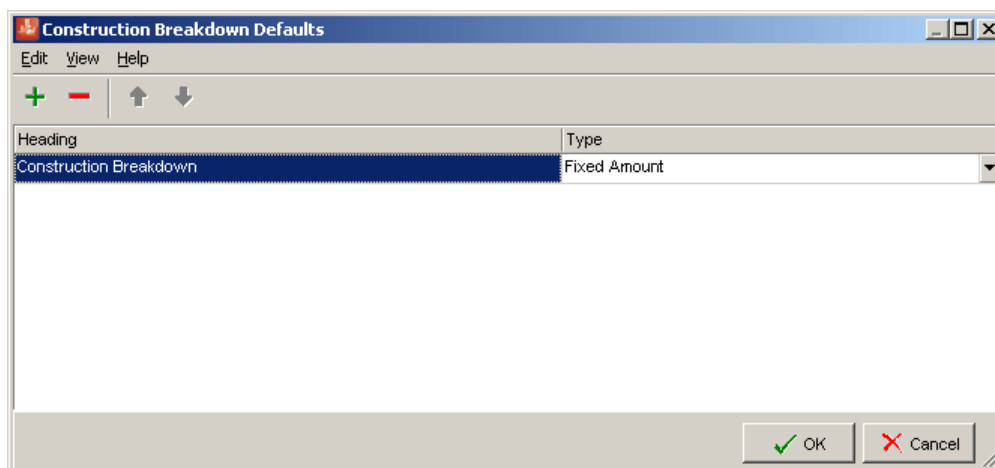 Construction Breakdown Defaults
Edit View Help
Heading Type
Construction Breakdown Fixed Amount
OK Cancel